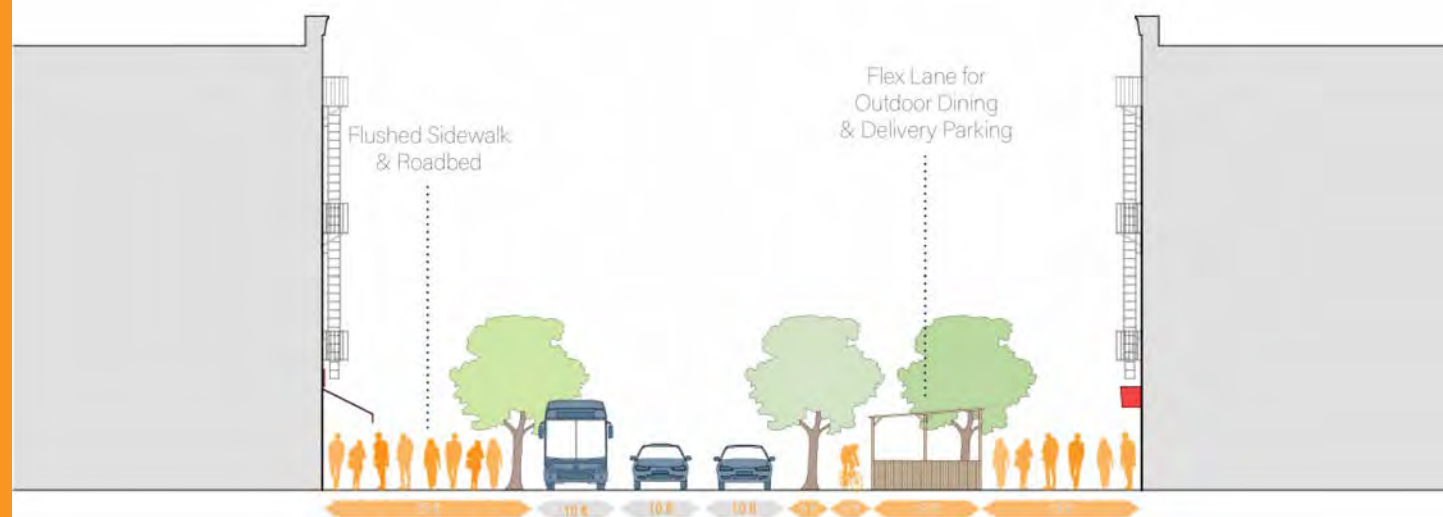 Flex Lane for
Outdoor Dining
& Delivery Parking
Flushed Sidewalk
& Roadbed
10 ft
10 ft
10 ft